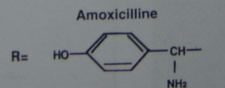 Amoxicilline
R= HO CH
NH₂